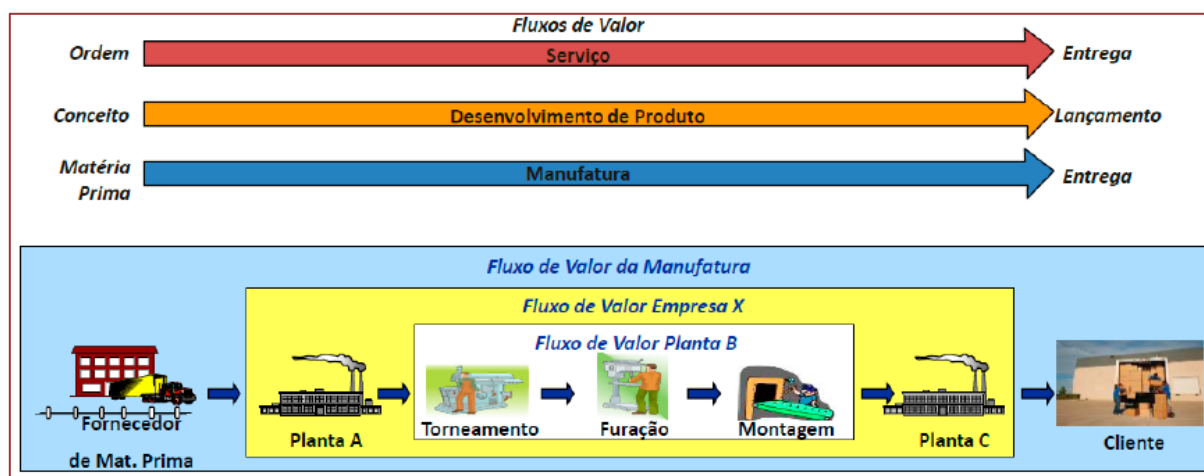 Fluxos de Valor
Ordem
Serviço
Entrega
Conceito
Desenvolvimento de Produto
Lançamento
Matéria
Prima
Manufatura
Entrega
Fluxo de Valor da Manufatura
Fluxo de Valor Empresa X
Fluxo de Valor Planta B
Fornecedor
de Mat. Prima
Planta A
Torneamento
Furação
Montagem
Planta C
Cliente